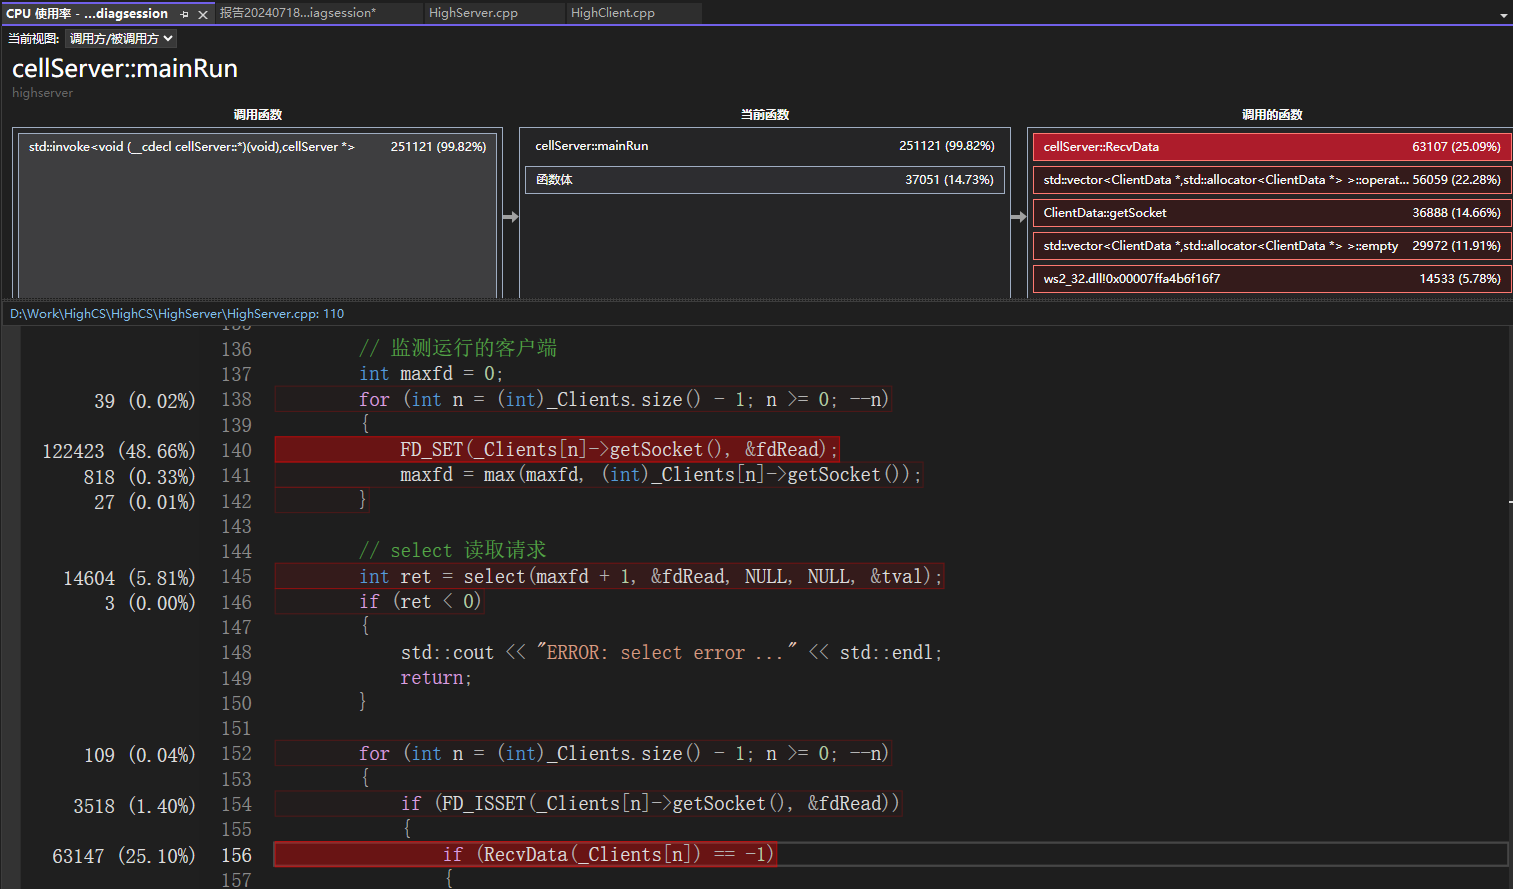 CPU 使用率 - ...diagsession
报告20240718...iagsession*
HighServer.cpp
HighClient.cpp
当前视图: 调用方/被调用方
cellServer::mainRun
highserver
调用函数
当前函数
调用的函数
std::invoke<void (__cdecl cellServer::*)(void),cellServer *> 251121 (99.82%)
cellServer::mainRun 251121 (99.82%)
函数体 37051 (14.73%)
cellServer::RecvData 63107 (25.09%)
std::vector<ClientData *,std::allocator<ClientData *> >::operat... 56059 (22.28%)
ClientData::getSocket 36888 (14.66%)
std::vector<ClientData *,std::allocator<ClientData *> >::empty 29972 (11.91%)
ws2_32.dll!0x00007ffa4b6f16f7 14533 (5.78%)
D:\Work\HighCS\HighCS\HighServer\HighServer.cpp: 110
136 // 监测运行的客户端
137 int maxfd = 0;
39 (0.02%) 138 for (int n = (int)_Clients.size() - 1; n >= 0; --n)
139 {
122423 (48.66%) 140 FD_SET(_Clients[n]->getSocket(), &fdRead);
818 (0.33%) 141 maxfd = max(maxfd, (int)_Clients[n]->getSocket());
27 (0.01%) 142 }
143
144 // select 读取请求
14604 (5.81%) 145 int ret = select(maxfd + 1, &fdRead, NULL, NULL, &tval);
3 (0.00%) 146 if (ret < 0)
147 {
148 std::cout << "ERROR: select error ..." << std::endl;
149 return;
150 }
151
109 (0.04%) 152 for (int n = (int)_Clients.size() - 1; n >= 0; --n)
153 {
3518 (1.40%) 154 if (FD_ISSET(_Clients[n]->getSocket(), &fdRead))
155 {
63147 (25.10%) 156 if (RecvData(_Clients[n]) == -1)
157 {